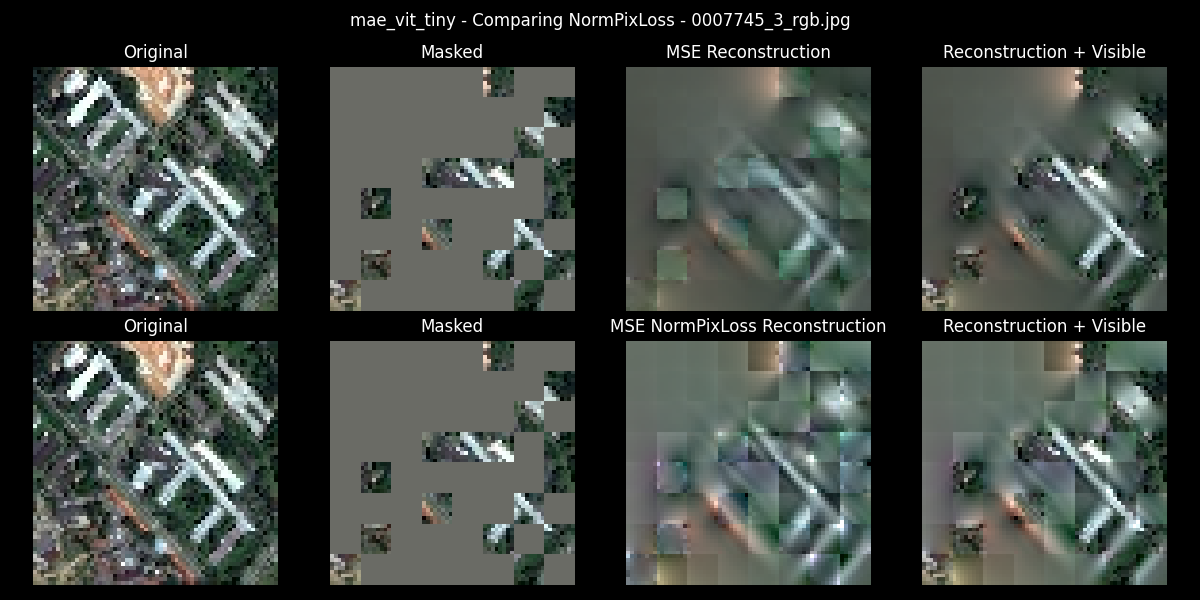 mae_vit_tiny - Comparing NormPixLoss - 0007745_3_rgb.jpg
Original
Masked
MSE Reconstruction
Reconstruction + Visible
Original
Masked
MSE NormPixLoss Reconstruction
Reconstruction + Visible